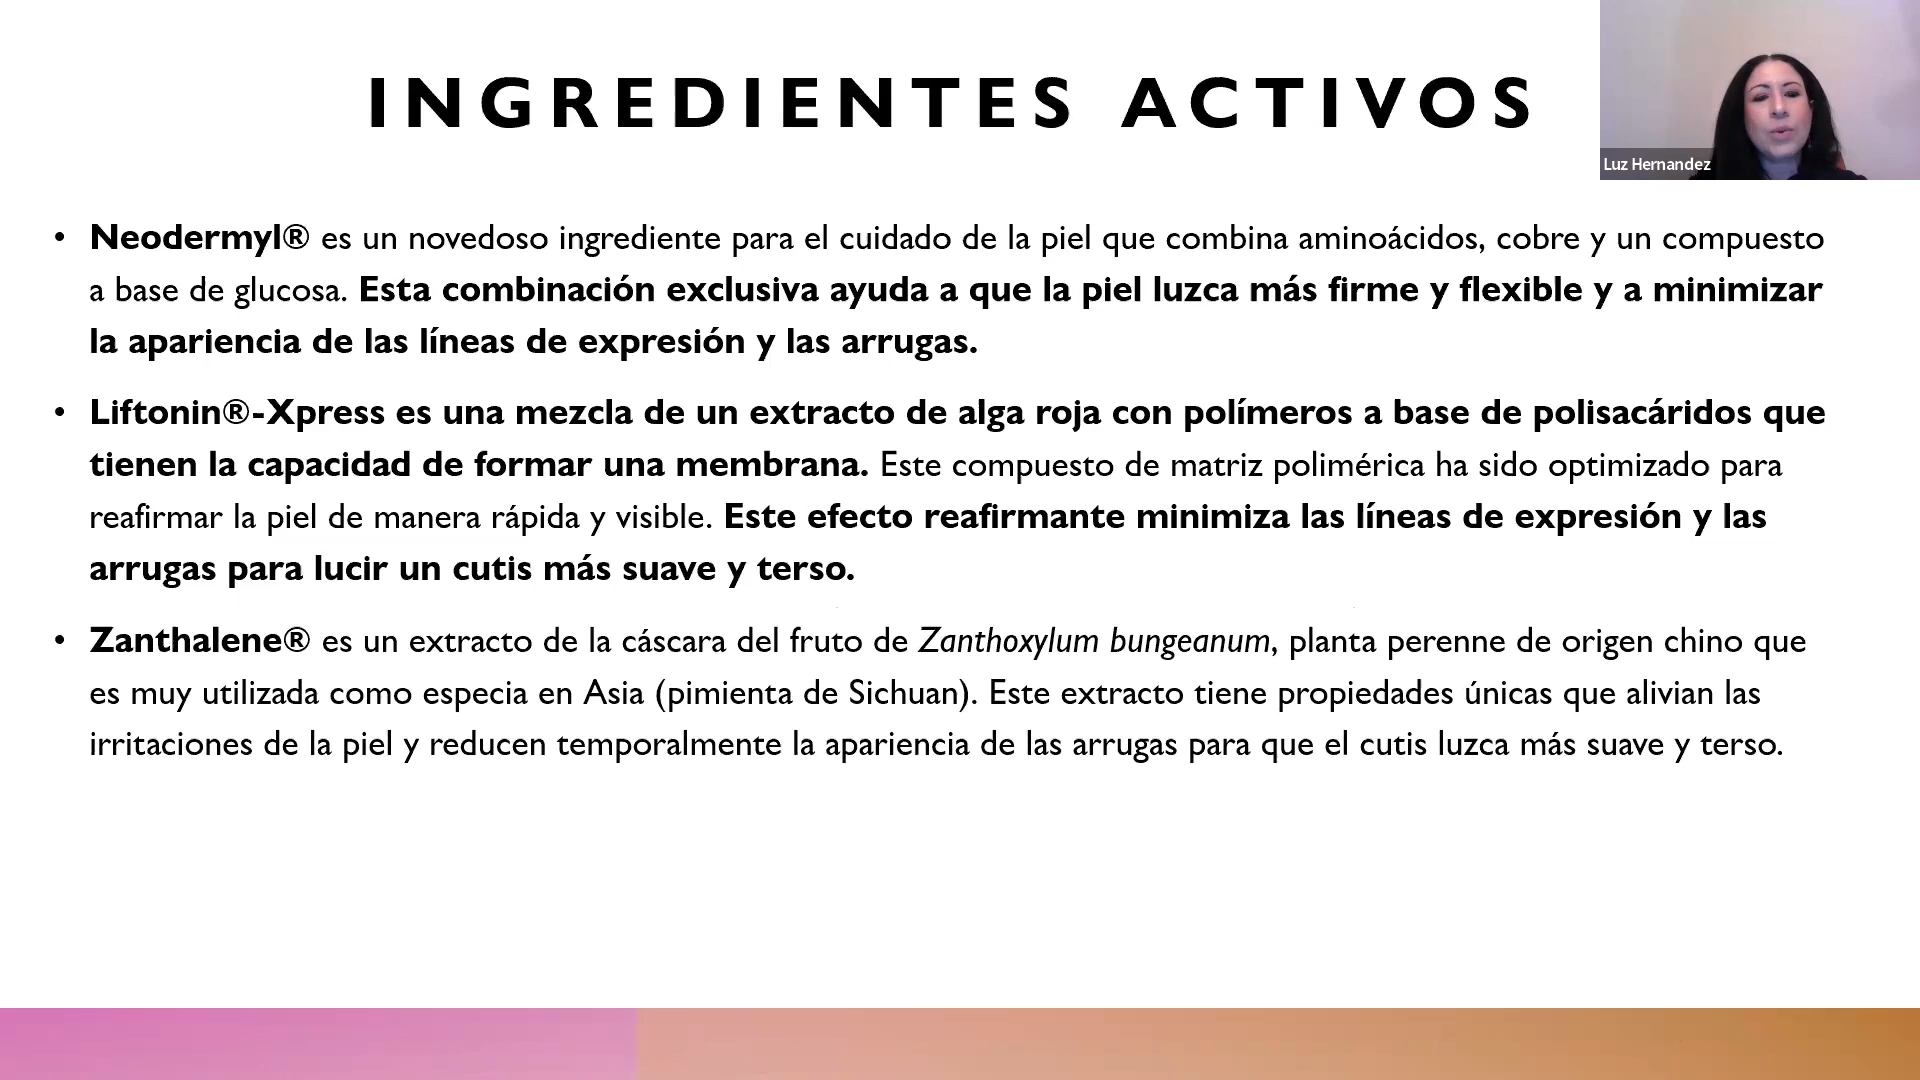 INGREDIENTES ACTIVOS
Luz Hernandez
• Neodermyl® es un novedoso ingrediente para el cuidado de la piel que combina aminoácidos, cobre y un compuesto
a base de glucosa. Esta combinación exclusiva ayuda a que la piel luzca más firme y flexible y a minimizar
la apariencia de las líneas de expresión y las arrugas.
• Liftonin®-Xpress es una mezcla de un extracto de alga roja con polímeros a base de polisacáridos que
tienen la capacidad de formar una membrana. Este compuesto de matriz polimérica ha sido optimizado para
reafirmar la piel de manera rápida y visible. Este efecto reafirmante minimiza las líneas de expresión y las
arrugas para lucir un cutis más suave y terso.
• Zanthalene® es un extracto de la cáscara del fruto de Zanthoxylum bungeanum, planta perenne de origen chino que
es muy utilizada como especia en Asia (pimienta de Sichuan). Este extracto tiene propiedades únicas que alivian las
irritaciones de la piel y reducen temporalmente la apariencia de las arrugas para que el cutis luzca más suave y terso.